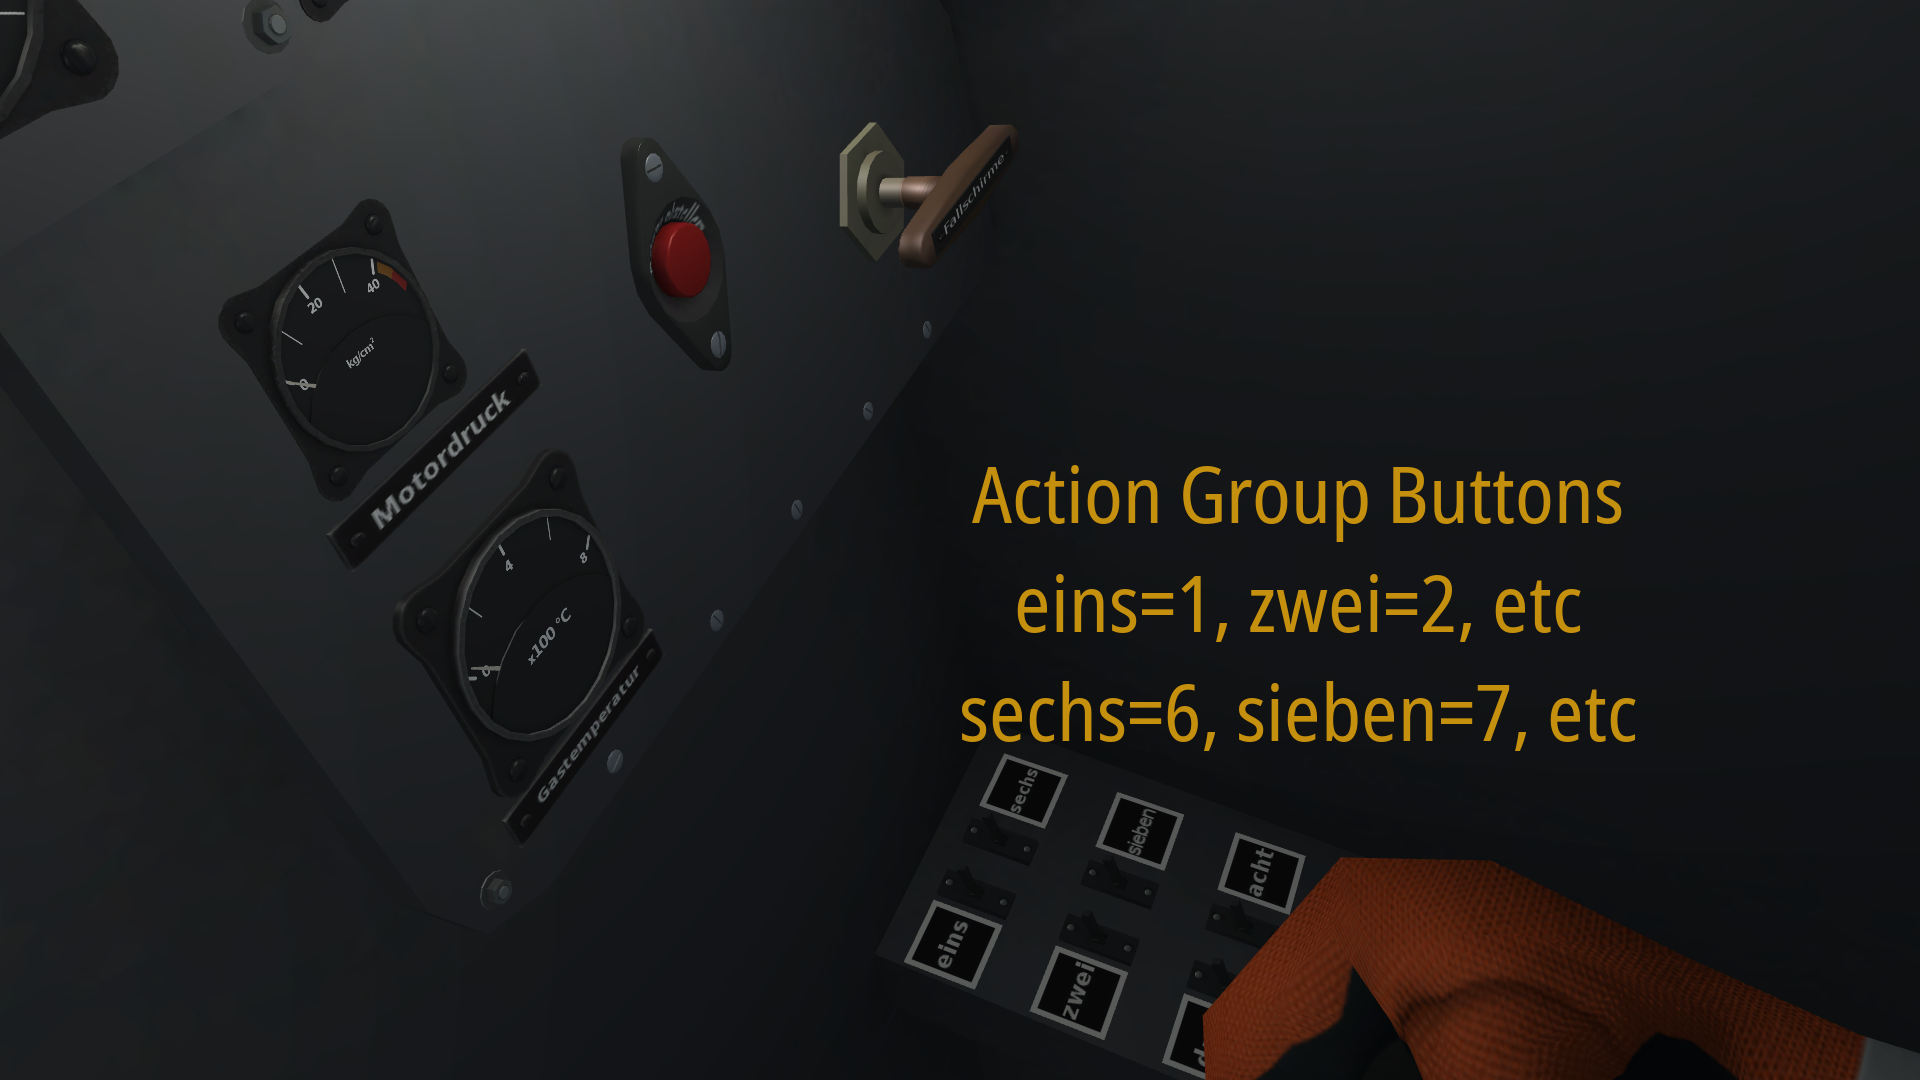 Fallschirme
0 20 40
kg/cm²
Motordruck
0 4 8
x100 °C
Gastemperatur
Action Group Buttons
eins=1, zwei=2, etc
sechs=6, sieben=7, etc
sechs
sieben
acht
eins
zwei